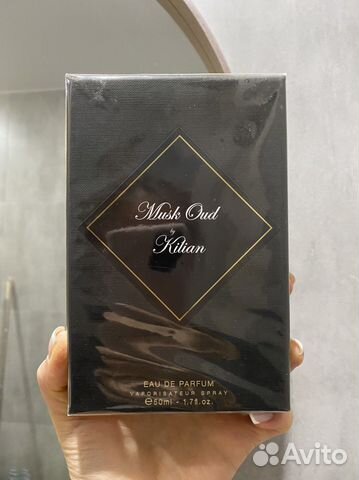 Musk Oud
by
Kilian
EAU DE PARFUM
VAPORISATEUR SPRAY
℮50ml - 1.7fl.oz.
Avito